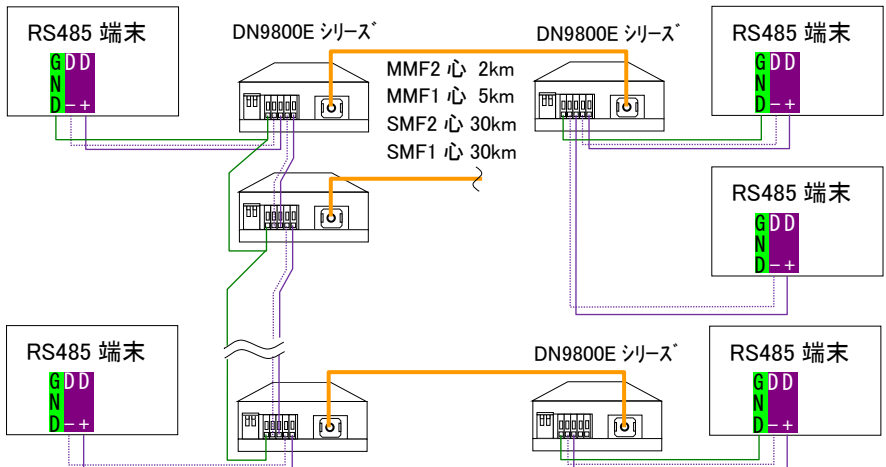 RS485 端末
GND D- D+
DN9800E シリーズ
DN9800E シリーズ
RS485 端末
GND D- D+
MMF2 心 2km
MMF1 心 5km
SMF2 心 30km
SMF1 心 30km
RS485 端末
GND D- D+
RS485 端末
GND D- D+
DN9800E シリーズ
RS485 端末
GND D- D+